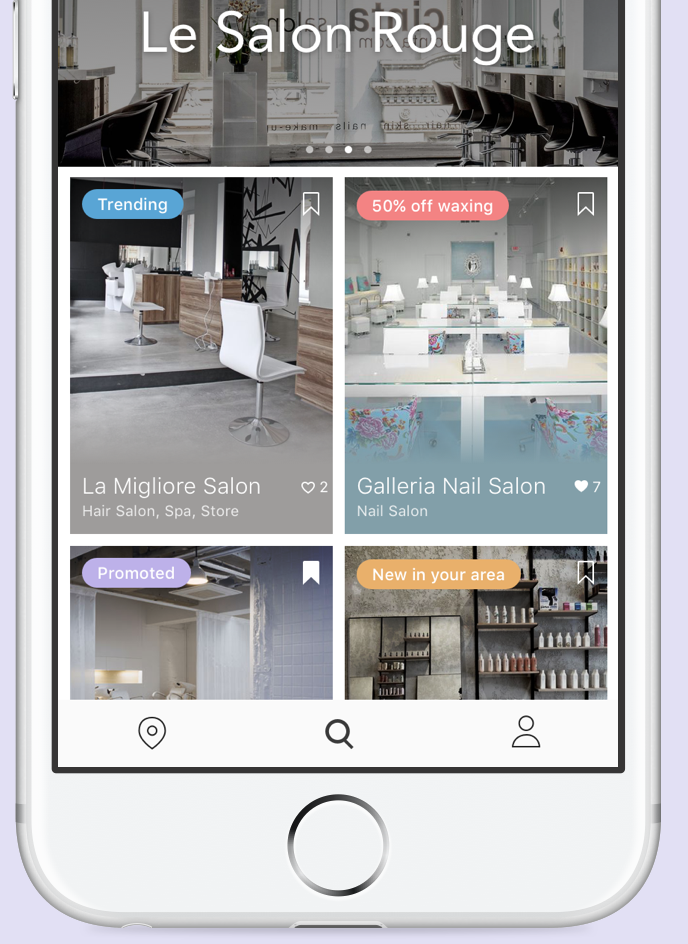 Le Salon Rouge
Trending
50% off waxing
La Migliore Salon
2
Hair Salon, Spa, Store
Galleria Nail Salon
7
Nail Salon
Promoted
New in your area